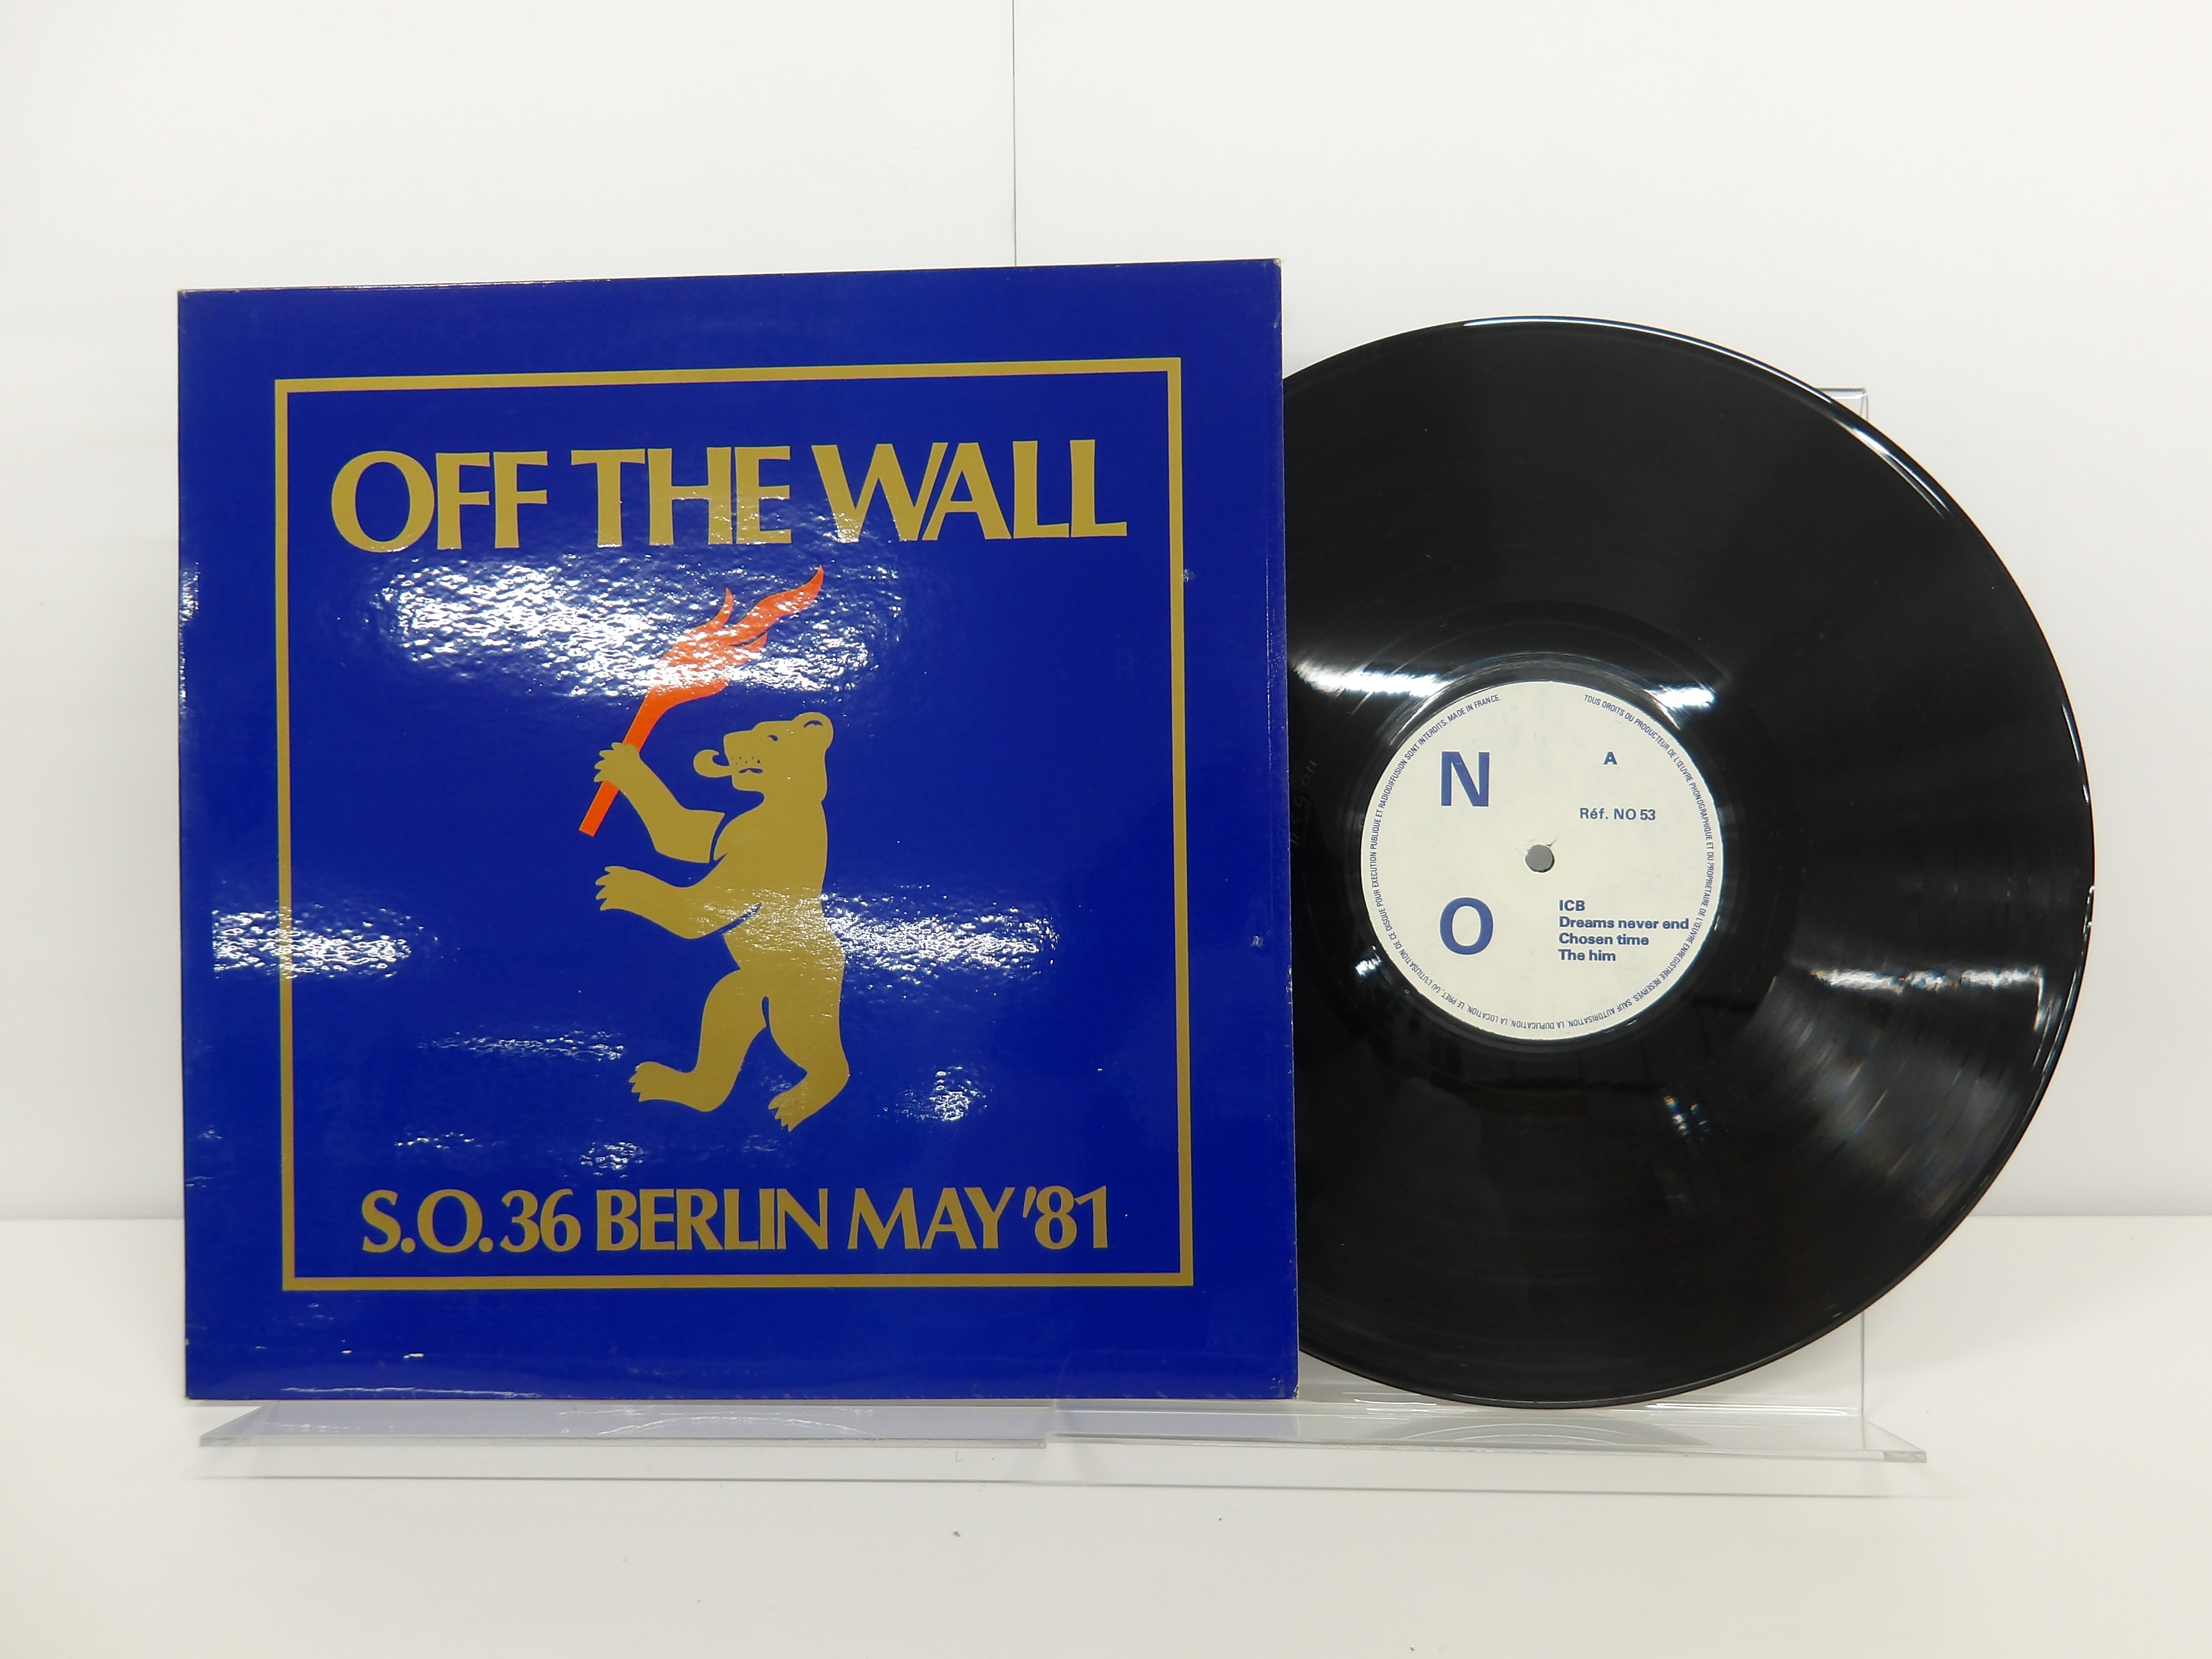 OFF THE WALL
S.O.36 BERLIN MAY '81
N O
A
Réf. NO 53
ICB
Dreams never end
Chosen time
The him
TOUS DROITS DU PRODUCTEUR DE L'ŒUVRE PHONOGRAPHIQUE ET DU PROPRIETAIRE DE L'ŒUVRE ENREGISTREE RESERVES. SAUF AUTORISATION, LA DUPLICATION, LA LOCATION, LE PRET, OU L'UTILISATION DE CE DISQUE POUR EXECUTION PUBLIQUE ET RADIODIFFUSION SONT INTERDITS. MADE IN FRANCE.